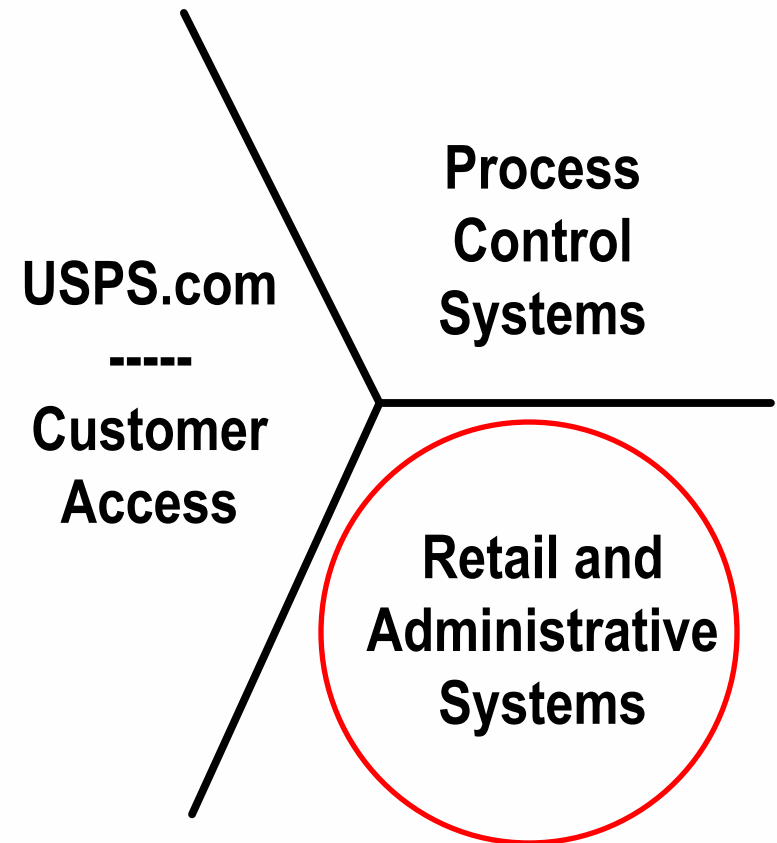 USPS.com
-----
Customer
Access
Process
Control
Systems
Retail and
Administrative
Systems